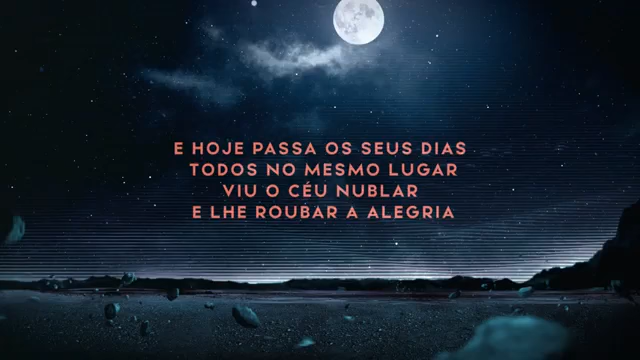 E HOJE PASSA OS SEUS DIAS
TODOS NO MESMO LUGAR
VIU O CÉU NUBLAR
E LHE ROUBAR A ALEGRIA